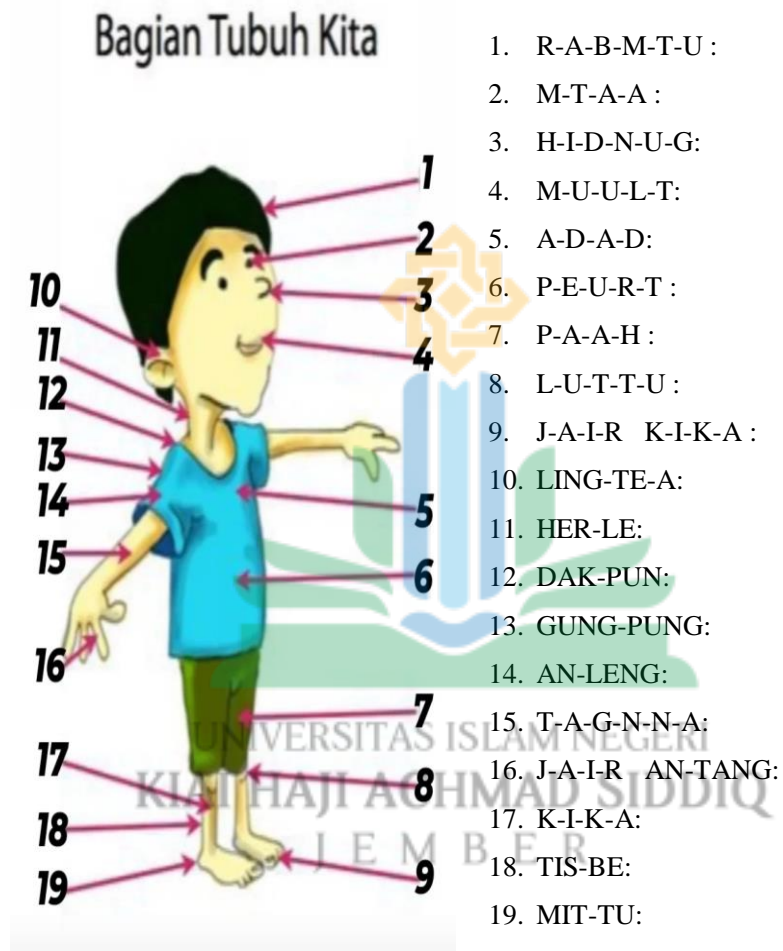 Bagian Tubuh Kita
1
2
3
4
5
6
7
8
9
10
11
12
13
14
15
16
17
18
19
1. R-A-B-M-T-U :
2. M-T-A-A :
3. H-I-D-N-U-G:
4. M-U-U-L-T:
5. A-D-A-D:
6. P-E-U-R-T :
7. P-A-A-H :
8. L-U-T-T-U :
9. J-A-I-R K-I-K-A :
10. LING-TE-A:
11. HER-LE:
12. DAK-PUN:
13. GUNG-PUNG:
14. AN-LENG:
15. T-A-G-N-N-A:
16. J-A-I-R AN-TANG:
17. K-I-K-A:
18. TIS-BE:
19. MIT-TU:
UNIVERSITAS ISLAM NEGERI
KIAI HAJI ACHMAD SIDDIQ
JEMBER